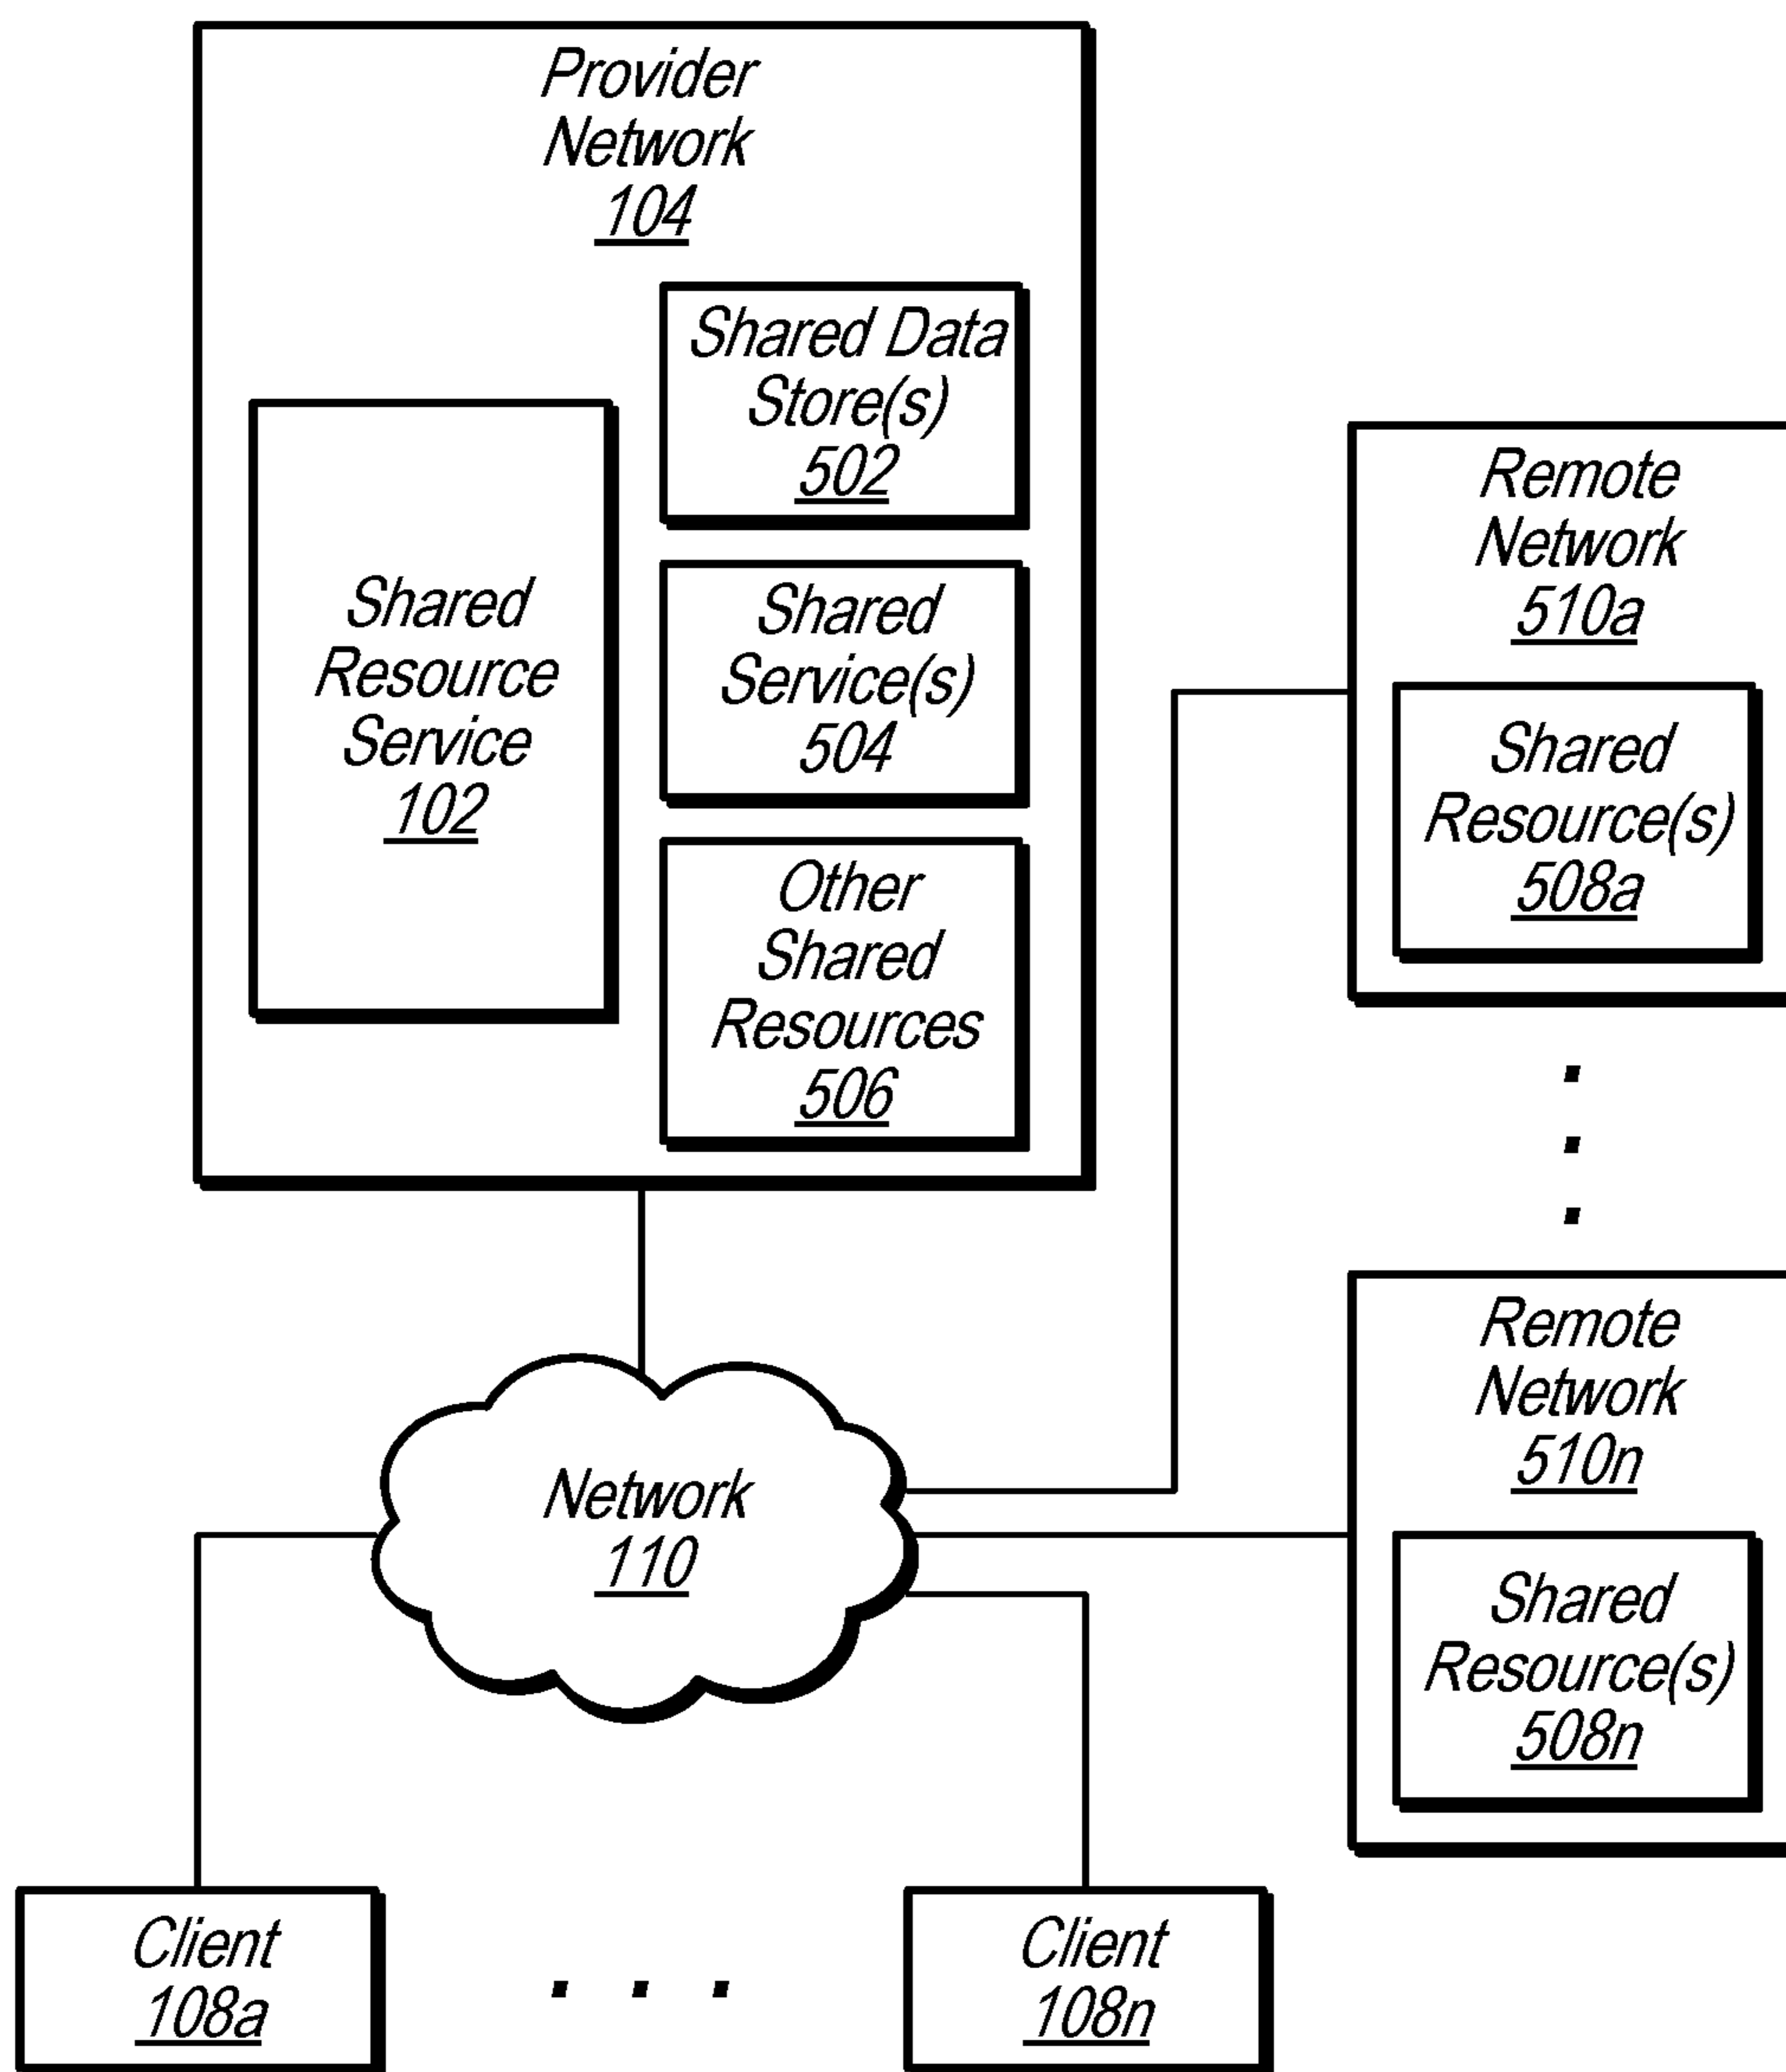 Provider
Network
104
Shared Data
Store(s)
502
Shared
Resource
Service
102
Shared
Service(s)
504
Other
Shared
Resources
506
Remote
Network
510a
Shared
Resource(s)
508a
Remote
Network
510n
Shared
Resource(s)
508n
Network
110
Client
108a
. . .
Client
108n